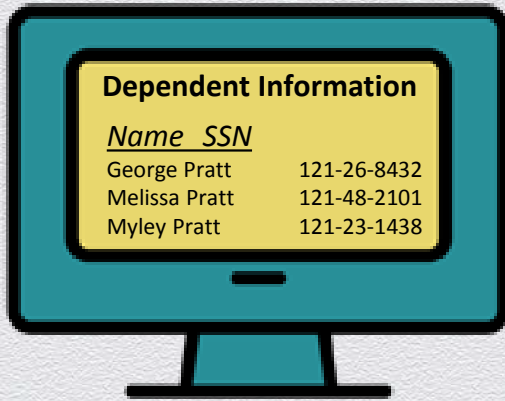 Dependent Information
Name SSN
George Pratt 121-26-8432
Melissa Pratt 121-48-2101
Myley Pratt 121-23-1438